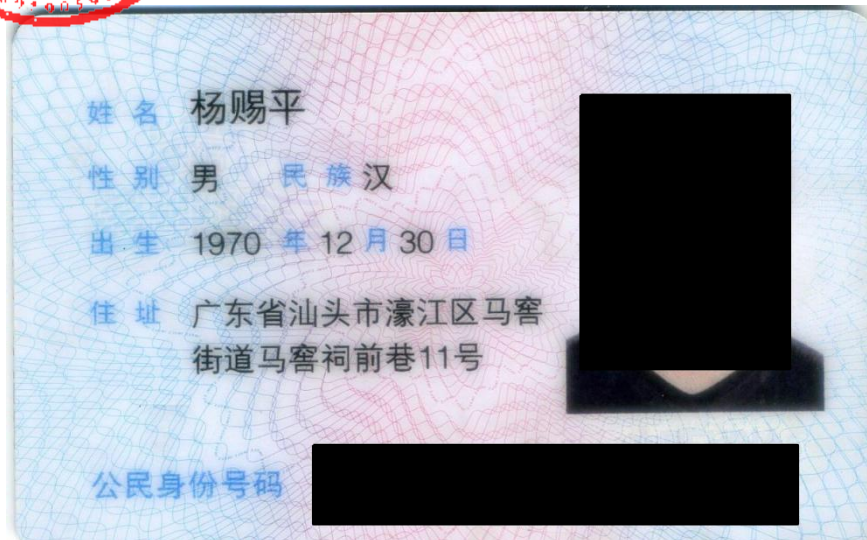 姓名 杨赐平
性别 男 民族 汉
出生 1970 年 12 月 30 日
住址 广东省汕头市濠江区马窖
街道马窖祠前巷11号
公民身份号码